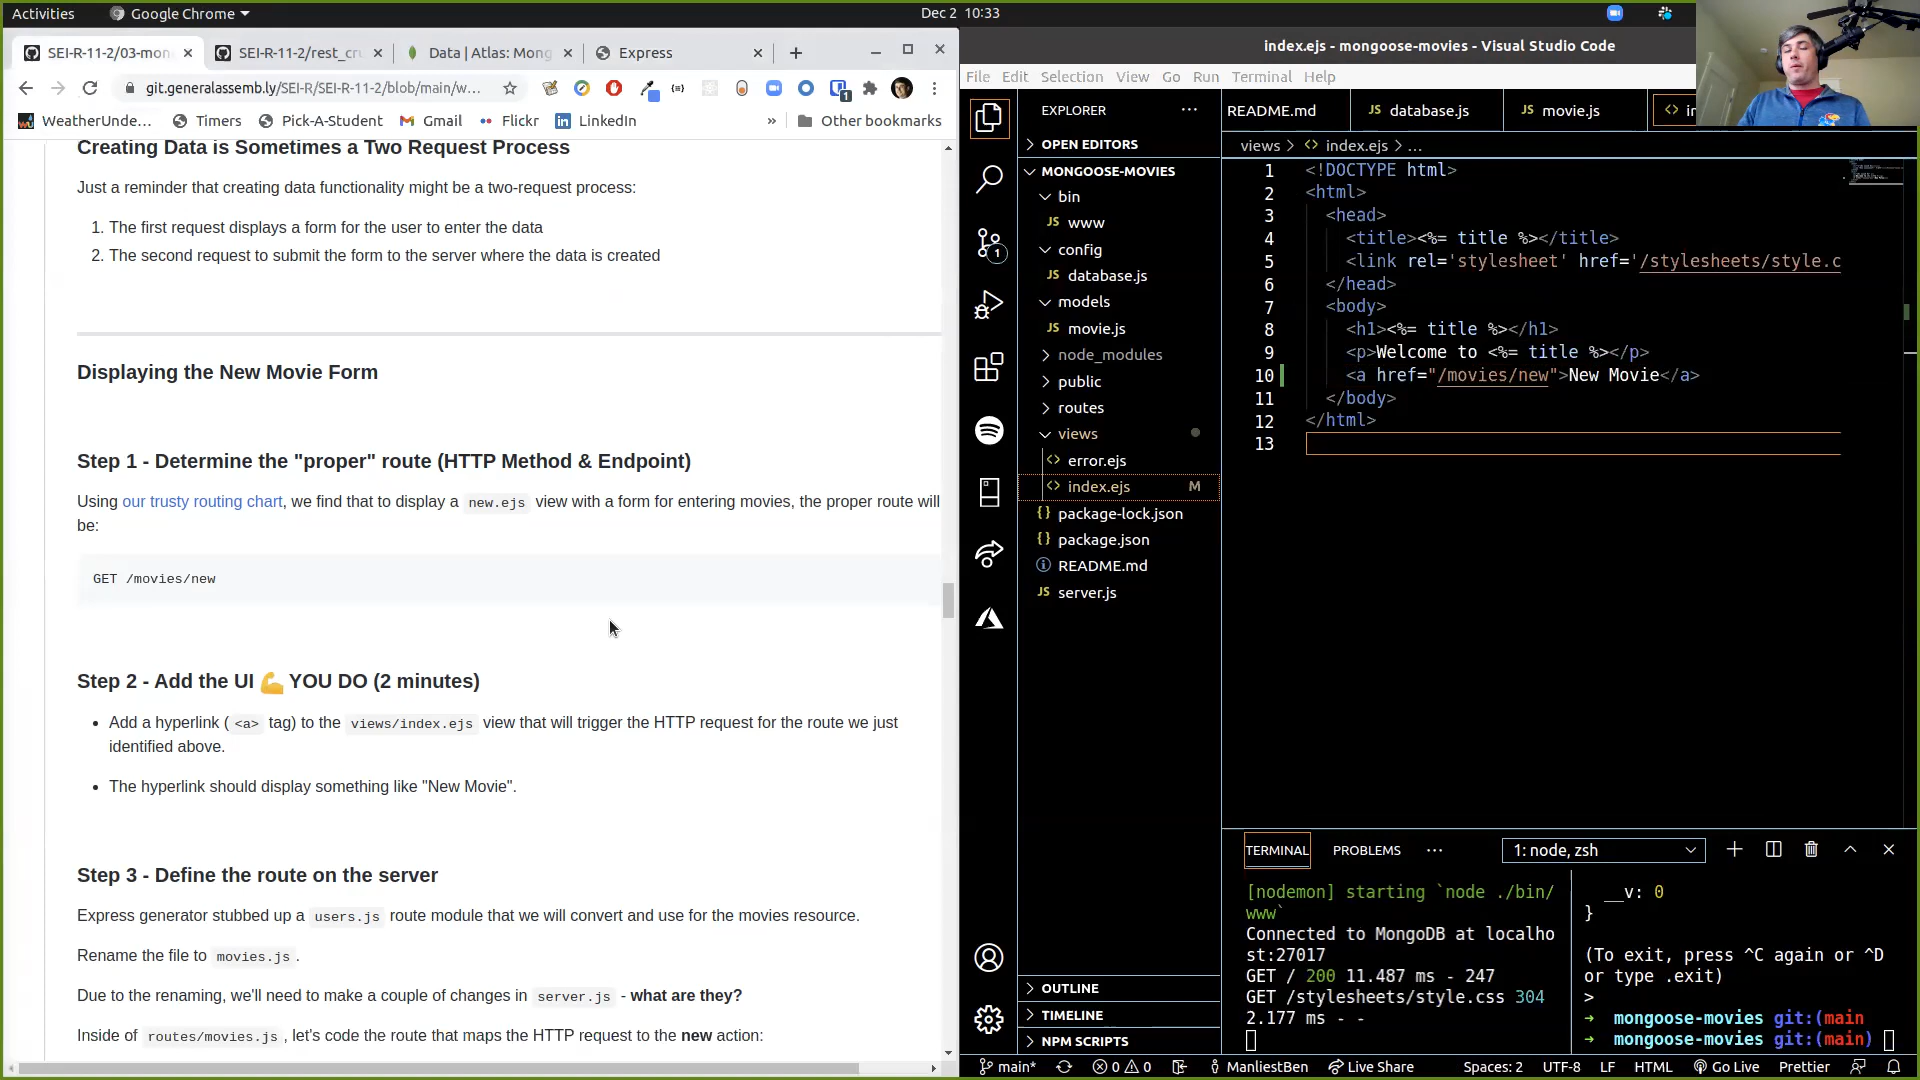 Activities
Google Chrome
Dec 2 10:33
SEI-R-11-2/03-mon
SEI-R-11-2/rest_cru
Data | Atlas: Mong
Express
git.generalassemb.ly/SEI-R/SEI-R-11-2/blob/main/w...
WeatherUnde...
Timers
Pick-A-Student
Gmail
Flickr
LinkedIn
»
Other bookmarks
Creating Data is Sometimes a Two Request Process
Just a reminder that creating data functionality might be a two-request process:
1. The first request displays a form for the user to enter the data
2. The second request to submit the form to the server where the data is created
Displaying the New Movie Form
Step 1 - Determine the "proper" route (HTTP Method & Endpoint)
Using our trusty routing chart, we find that to display a new.ejs view with a form for entering movies, the proper route will
be:
GET /movies/new
Step 2 - Add the UI 💪 YOU DO (2 minutes)
• Add a hyperlink ( <a> tag) to the views/index.ejs view that will trigger the HTTP request for the route we just
identified above.
• The hyperlink should display something like "New Movie".
Step 3 - Define the route on the server
Express generator stubbed up a users.js route module that we will convert and use for the movies resource.
Rename the file to movies.js .
Due to the renaming, we'll need to make a couple of changes in server.js - what are they?
Inside of routes/movies.js , let's code the route that maps the HTTP request to the new action:
index.ejs - mongoose-movies - Visual Studio Code
File Edit Selection View Go Run Terminal Help
EXPLORER
OPEN EDITORS
MONGOOSE-MOVIES
bin
JS www
config
JS database.js
models
JS movie.js
node_modules
public
routes
views
<> error.ejs
<> index.ejs M
{} package-lock.json
{} package.json
README.md
JS server.js
OUTLINE
TIMELINE
NPM SCRIPTS
README.md
JS database.js
JS movie.js
views > <> index.ejs > ...
1 <!DOCTYPE html>
2 <html>
3 <head>
4 <title><%= title %></title>
5 <link rel='stylesheet' href='/stylesheets/style.c
6 </head>
7 <body>
8 <h1><%= title %></h1>
9 <p>Welcome to <%= title %></p>
10 <a href="/movies/new">New Movie</a>
11 </body>
12 </html>
13
TERMINAL
PROBLEMS
1: node, zsh
[nodemon] starting `node ./bin/
www`
Connected to MongoDB at localho
st:27017
GET / 200 11.487 ms - 247
GET /stylesheets/style.css 304
2.177 ms - -
__v: 0
}
(To exit, press ^C again or ^D
or type .exit)
>
➜ mongoose-movies git:(main
➜ mongoose-movies git:(main)
main*
0 0
ManliestBen
Live Share
Spaces: 2
UTF-8
LF
HTML
Go Live
Prettier